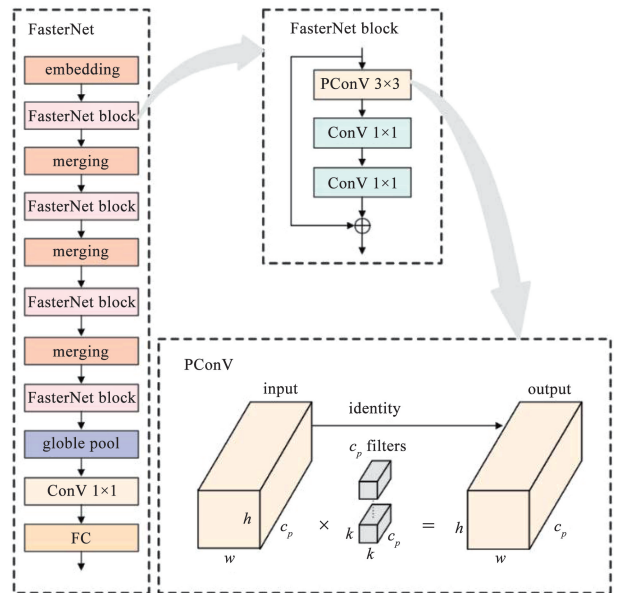 FasterNet
embedding
FasterNet block
merging
FasterNet block
merging
FasterNet block
merging
FasterNet block
globle pool
ConV 1×1
FC
FasterNet block
PConV 3×3
ConV 1×1
ConV 1×1
PConV
input
output
identity
c_p filters
h
c_p
w
×
k
c_p
k
=
h
c_p
w